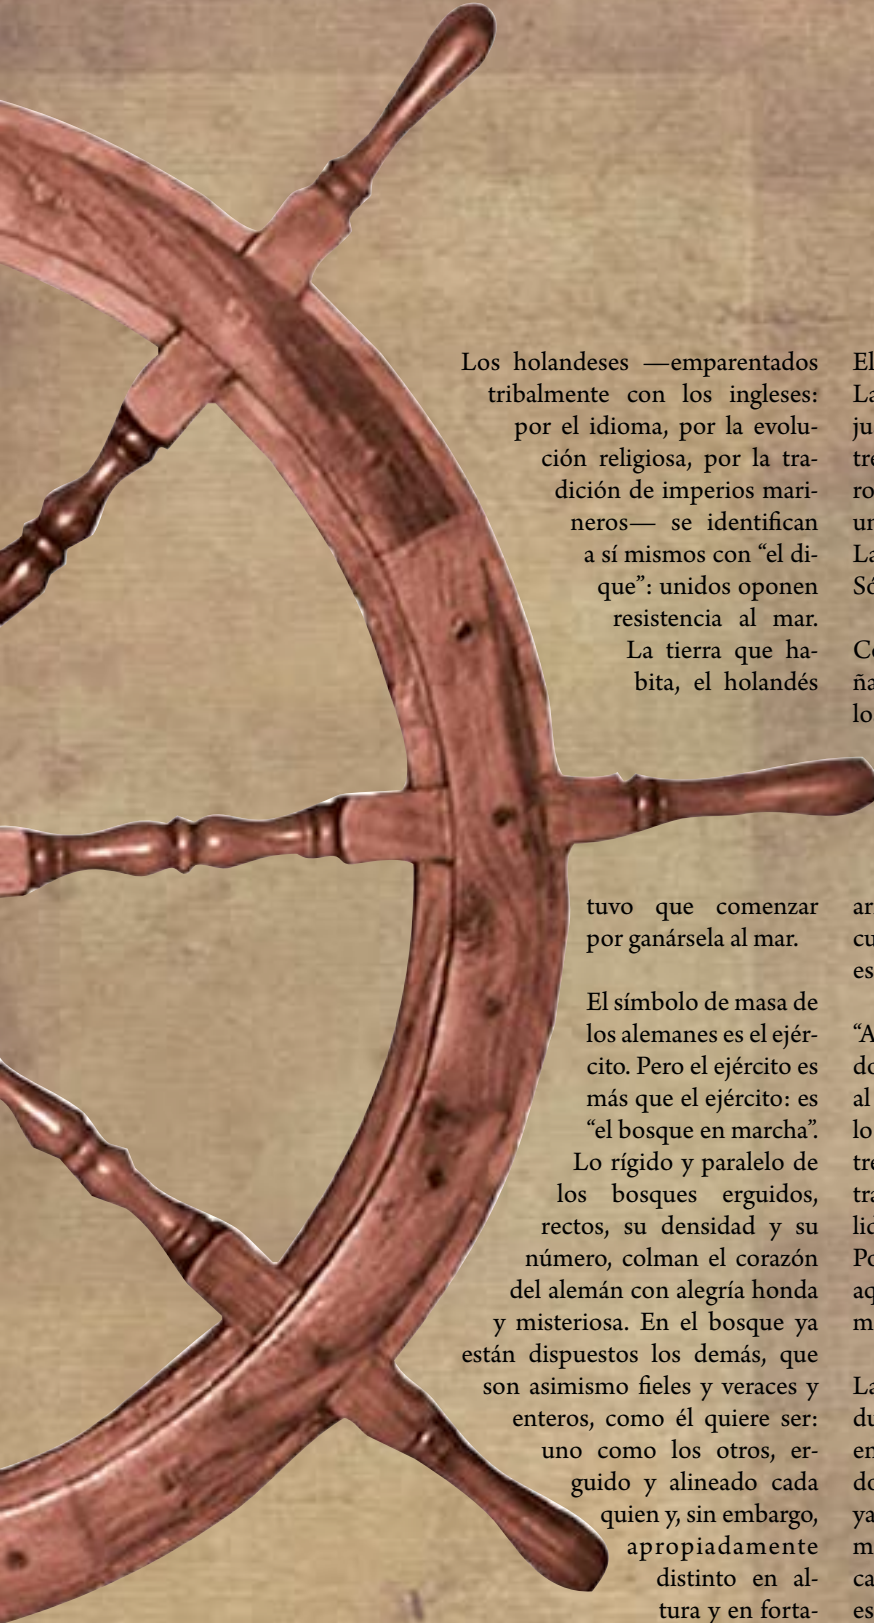 Los holandeses —emparentados
tribalmente con los ingleses:
por el idioma, por la evolu-
ción religiosa, por la tra-
dición de imperios mari-
neros— se identifican
a sí mismos con “el di-
que”: unidos oponen
resistencia al mar.
La tierra que ha-
bita, el holandés
tuvo que comenzar
por ganársela al mar.
El símbolo de masa de
los alemanes es el ejér-
cito. Pero el ejército es
más que el ejército: es
“el bosque en marcha”.
Lo rígido y paralelo de
los bosques erguidos,
rectos, su densidad y su
número, colman el corazón
del alemán con alegría honda
y misteriosa. En el bosque ya
están dispuestos los demás, que
son asimismo fieles y veraces y
enteros, como él quiere ser:
uno como los otros, er-
guido y alineado cada
quien y, sin embargo,
apropiadamente
distinto en al-
tura y en forta-